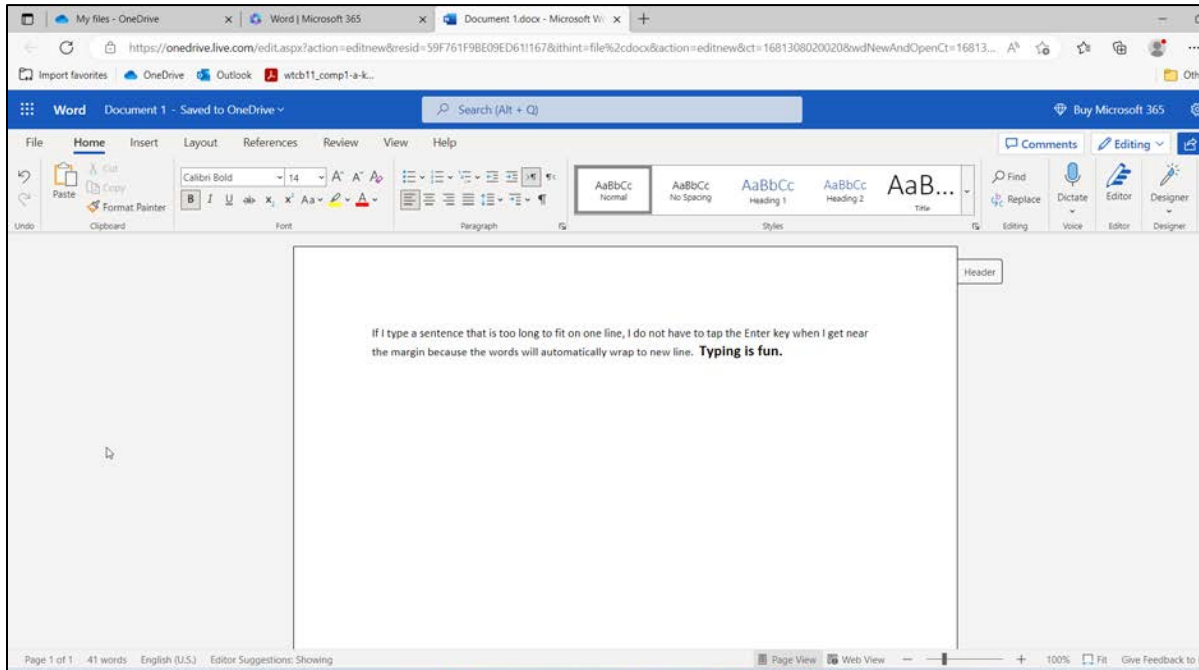 My files - OneDrive
Word | Microsoft 365
Document 1.docx - Microsoft W
https://onedrive.live.com/edit.aspx?action=editnew&resid=59F761F9BE09ED61!167&ithint=file%2cdocx&action=editnew&ct=1681308020020&wdNewAndOpenCt=16813...
Import favorites OneDrive Outlook wtcb11_comp1-a-k... Oth
Word Document 1 - Saved to OneDrive Search (Alt + Q) Buy Microsoft 365
File Home Insert Layout References Review View Help Comments Editing
Paste
Cut
Copy
Format Painter
Calibri Bold 14
B I U ab x x Aa A
AaBbCc AaBbCc AaBbCc AaBbCc AaB...
Normal No Spacing Heading 1 Heading 2 Title
Find
Replace
Dictate Editor Designer
Undo Clipboard Font Paragraph Styles Editing Voice Editor Designer
Header
If I type a sentence that is too long to fit on one line, I do not have to tap the Enter key when I get near
the margin because the words will automatically wrap to new line. Typing is fun.
Page 1 of 1 41 words English (U.S.) Editor Suggestions: Showing Page View Web View 100% Fit Give Feedback to